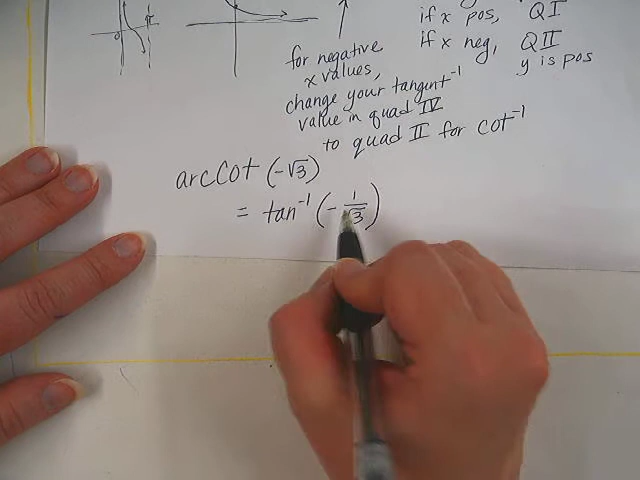 0 π
if x pos, QI
if x neg, QII
y is pos
for negative
x values,
change your tangent⁻¹
value in quad IV
to quad II for cot⁻¹
arccot (-√3)
= tan⁻¹ (- 1/√3)